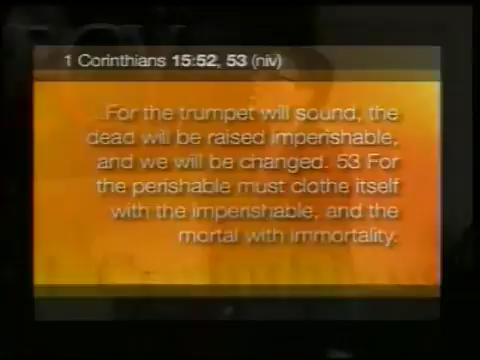 1 Corinthians 15:52, 53 (niv)
...For the trumpet will sound, the
dead will be raised imperishable,
and we will be changed. 53 For
the perishable must clothe itself
with the imperishable, and the
mortal with immortality.